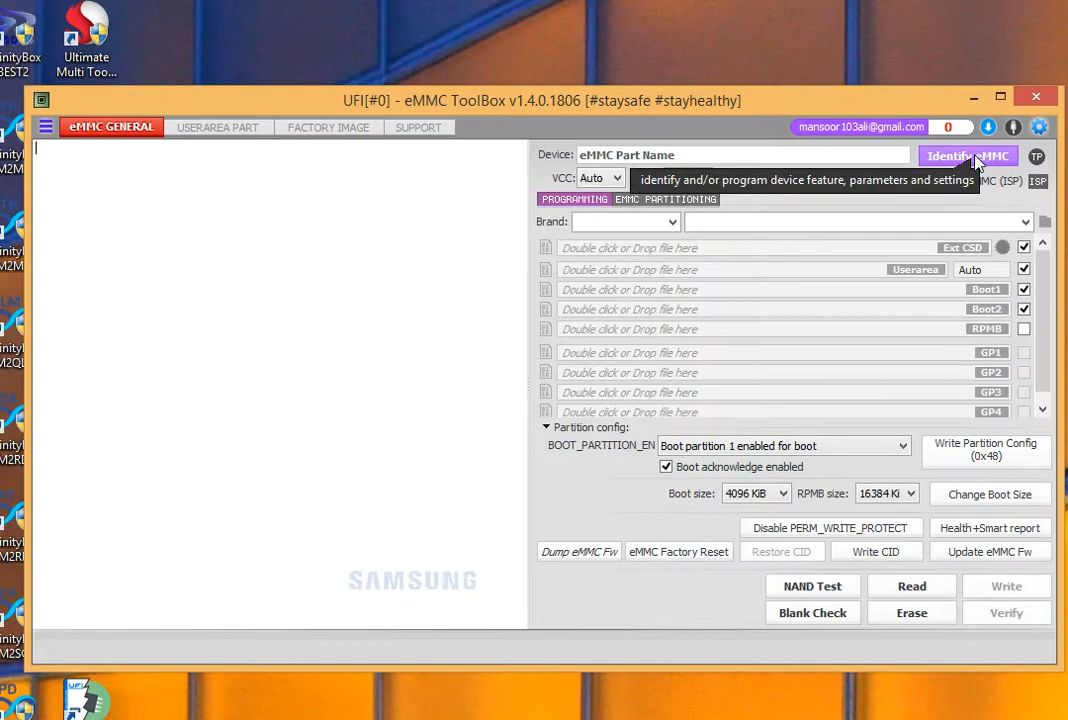 inityBox
BEST2
Ultimate
Multi Too...
UFI[#0] - eMMC ToolBox v1.4.0.1806 [#staysafe #stayhealthy]
eMMC GENERAL
USERAREA PART
FACTORY IMAGE
SUPPORT
mansoor103ali@gmail.com
0
Device:
eMMC Part Name
Identify eMMC
TP
VCC:
Auto
identify and/or program device feature, parameters and settings
MC (ISP)
ISP
PROGRAMMING
EMMC PARTITIONING
Brand:
Double click or Drop file here
Ext CSD
Double click or Drop file here
Userarea
Auto
Double click or Drop file here
Boot1
Double click or Drop file here
Boot2
Double click or Drop file here
RPMB
Double click or Drop file here
GP1
Double click or Drop file here
GP2
Double click or Drop file here
GP3
Double click or Drop file here
GP4
Partition config:
BOOT_PARTITION_EN
Boot partition 1 enabled for boot
Write Partition Config
(0x48)
Boot acknowledge enabled
Boot size:
4096 KiB
RPMB size:
16384 Ki
Change Boot Size
Disable PERM_WRITE_PROTECT
Health+Smart report
Dump eMMC Fw
eMMC Factory Reset
Restore CID
Write CID
Update eMMC Fw
SAMSUNG
NAND Test
Read
Write
Blank Check
Erase
Verify
UFI